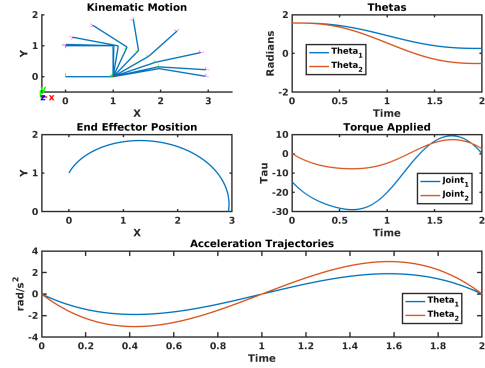 Kinematic Motion
Thetas
2
1
0
Y
0
1
2
3
X
z x
2
0
-2
Radians
0
0.5
1
1.5
2
Time
Theta1
Theta2
End Effector Position
Torque Applied
2
1
0
Y
0
1
2
3
X
10
0
-10
-20
-30
Tau
0
0.5
1
1.5
2
Time
Joint1
Joint2
Acceleration Trajectories
4
2
0
-2
-4
rad/s2
0
0.2
0.4
0.6
0.8
1
1.2
1.4
1.6
1.8
2
Time
Theta1
Theta2